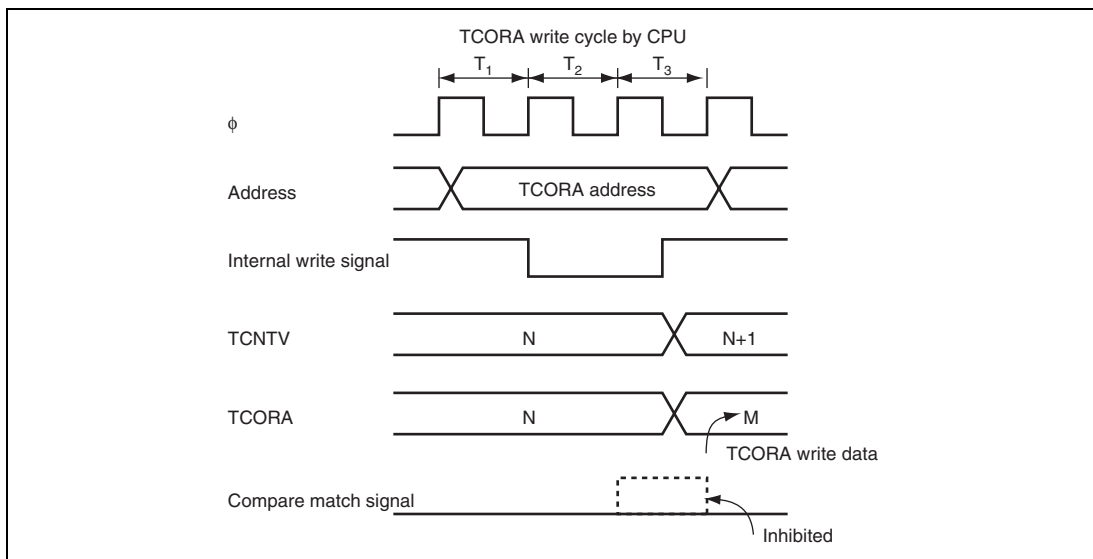 TCORA write cycle by CPU
T1 T2 T3
ϕ
Address
TCORA address
Internal write signal
TCNTV
N
N+1
TCORA
N
M
TCORA write data
Compare match signal
Inhibited